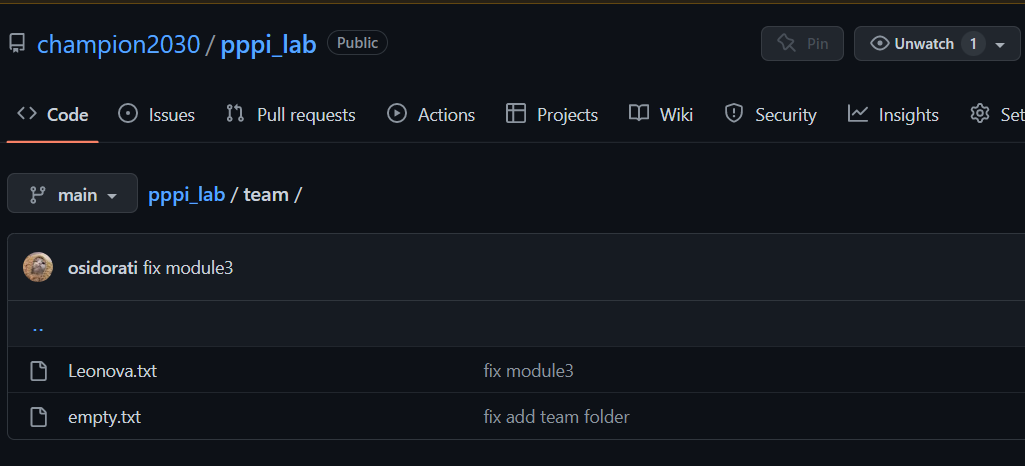 champion2030 / pppi_lab Public Pin Unwatch 1
Code Issues Pull requests Actions Projects Wiki Security Insights Set
main pppi_lab / team /
osidorati fix module3
..
Leonova.txt fix module3
empty.txt fix add team folder